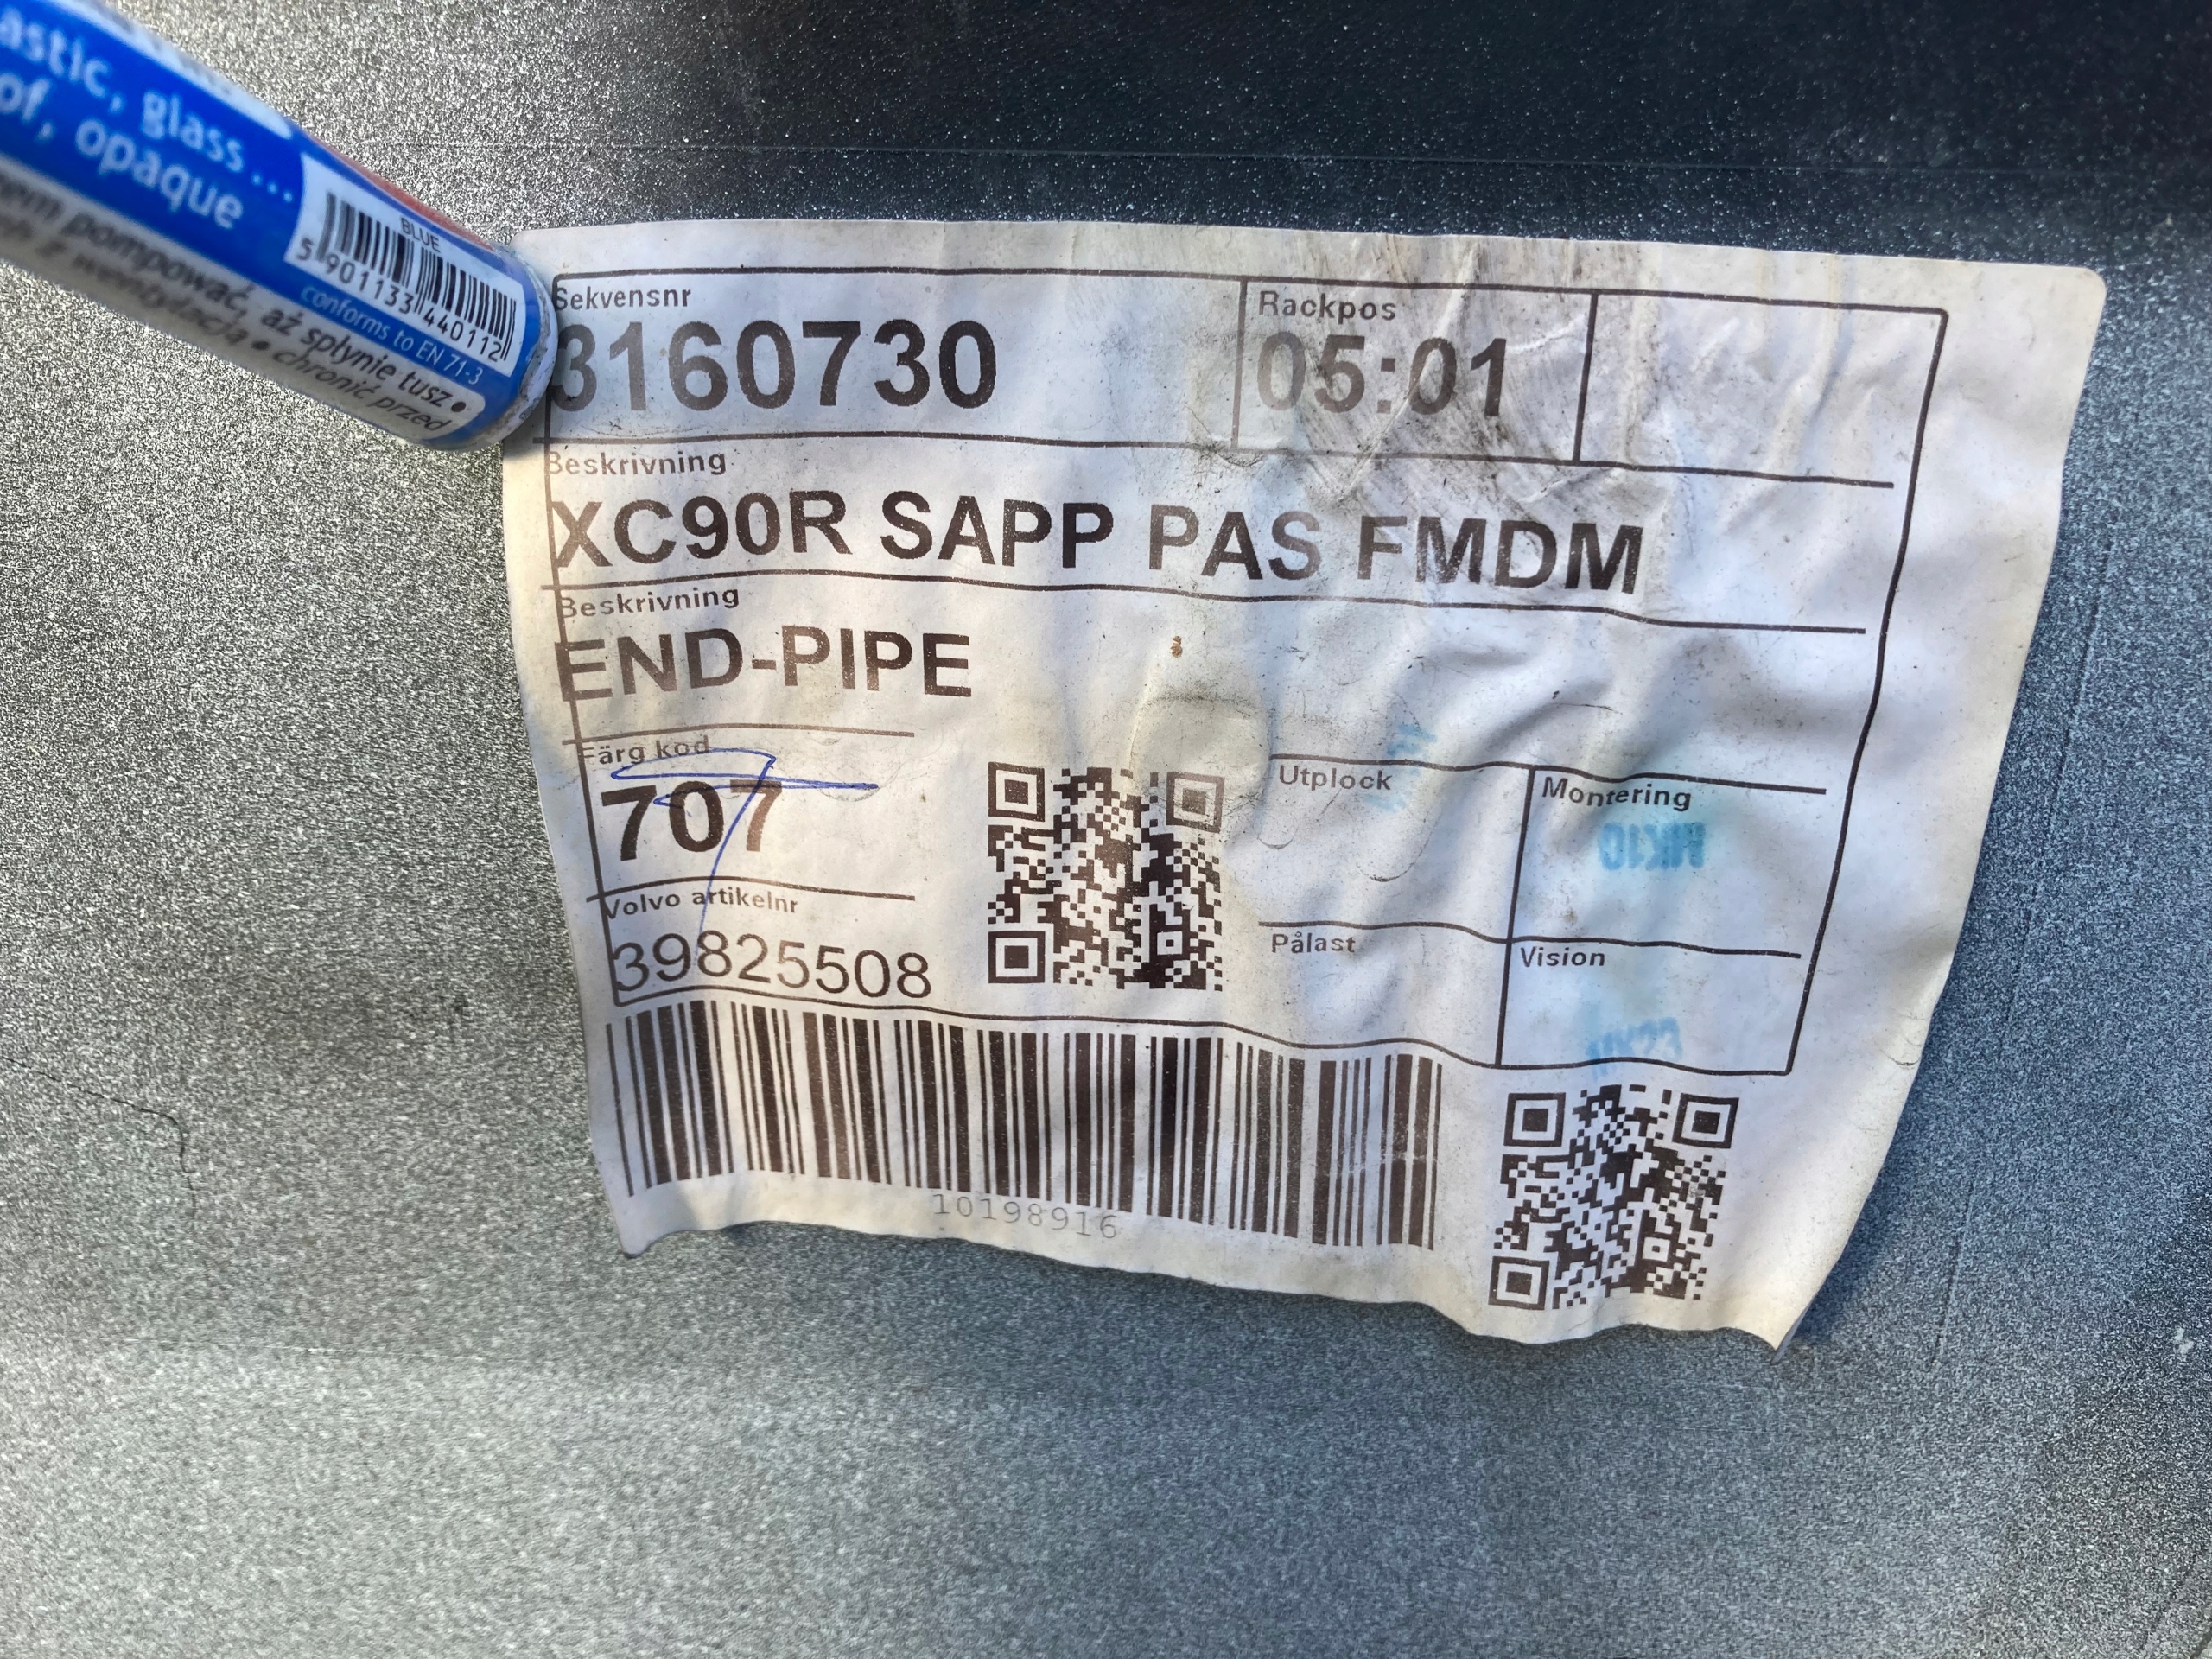 astic, glass ...
of, opaque
BLUE
5 901133 440112
conforms to EN 71-3
pompować, aż spłynie tusz •
• chronić przed
Sekvensnr
3160730
Rackpos
05:01
Beskrivning
XC90R SAPP PAS FMDM
Beskrivning
END-PIPE
Färg kod
707
Utplock
Montering
MK10
Volvo artikelnr
39825508
Pålast
Vision
10198916